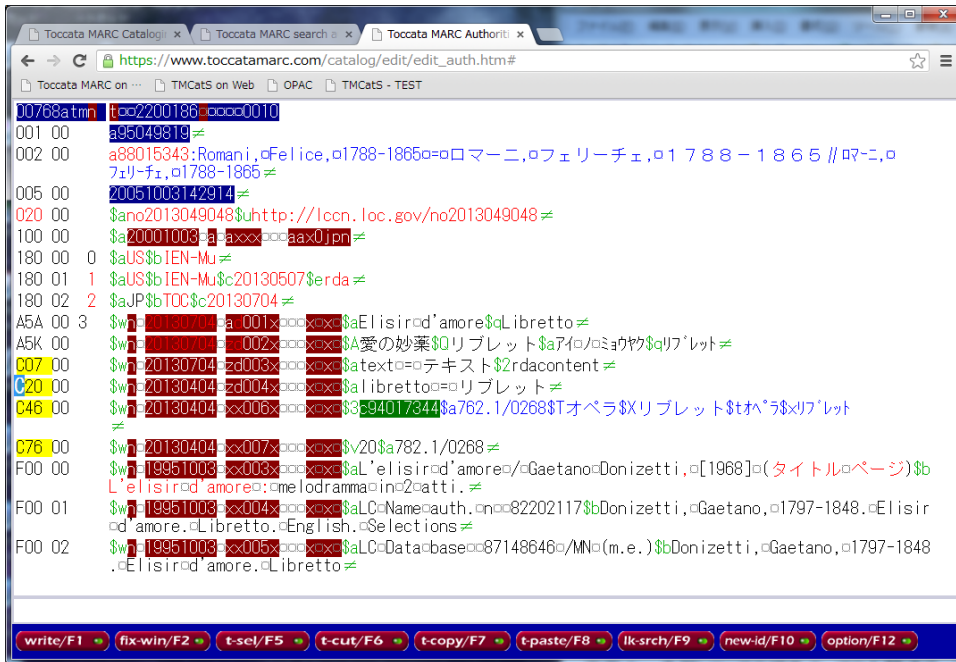 Toccata MARC Catalogin
Toccata MARC search a
Toccata MARC Authoriti
https://www.toccatamarc.com/catalog/edit/edit_auth.htm#
Toccata MARC on ... TMCatS on Web OPAC TMCatS - TEST
00768atmn t¤¤2200186¤¤¤¤¤0010
001 00 a95049819≠
002 00 a88015343:Romani,¤Felice,¤1788-1865¤=¤ロマーニ,¤フェリーチェ,¤1788-1865∥ロマーニ,¤
フェリーチェ,¤1788-1865≠
005 00 20051003142914≠
020 00 $ano2013049048$uhttp://lccn.loc.gov/no2013049048≠
100 00 $a20001003¤a¤axxx¤¤¤aax0jpn≠
180 00 0 $aUS$bIEN-Mu≠
180 01 1 $aUS$bIEN-Mu$c20130507$erda≠
180 02 2 $aJP$bTOC$c20130704≠
A5A 00 3 $wn¤20130704¤ac001x¤¤¤x¤x¤$aElisir¤d'amore$qLibretto≠
A5K 00 $wn¤20130704¤zd002x¤¤¤x¤x¤$A愛の妙薬$Qリブレット$aアイ¤ノ¤ミョウヤク$qリブレット≠
C07 00 $wn¤20130704¤zd003x¤¤¤x¤x¤$atext¤=¤テキスト$2rdacontent≠
C20 00 $wn¤20130404¤zd004x¤¤¤x¤x¤$alibretto¤=¤リブレット≠
C46 00 $wn¤20130404¤xx006x¤¤¤x¤x¤$3c94017344$a762.1/0268$Tオペラ$Xリブレット$tオペラ$xリブレット
≠
C76 00 $wn¤20130404¤xx007x¤¤¤x¤x¤$v20$a782.1/0268≠
F00 00 $wn¤19951003¤xx003x¤¤¤x¤x¤$aL'elisir¤d'amore¤/¤Gaetano¤Donizetti,¤[1968]¤(タイトル¤ページ)$b
L'elisir¤d'amore¤:¤melodramma¤in¤2¤atti.≠
F00 01 $wn¤19951003¤xx004x¤¤¤x¤x¤$aLC¤Name¤auth.¤n¤¤82202117$bDonizetti,¤Gaetano,¤1797-1848.¤Elisir
¤d'amore.¤Libretto.¤English.¤Selections≠
F00 02 $wn¤19951003¤xx005x¤¤¤x¤x¤$aLC¤Data¤base¤¤87148646¤/MN¤(m.e.)$bDonizetti,¤Gaetano,¤1797-1848
.¤Elisir¤d'amore.¤Libretto≠
write/F1 fix-win/F2 t-sel/F5 t-cut/F6 t-copy/F7 t-paste/F8 lk-srch/F9 new-id/F10 option/F12